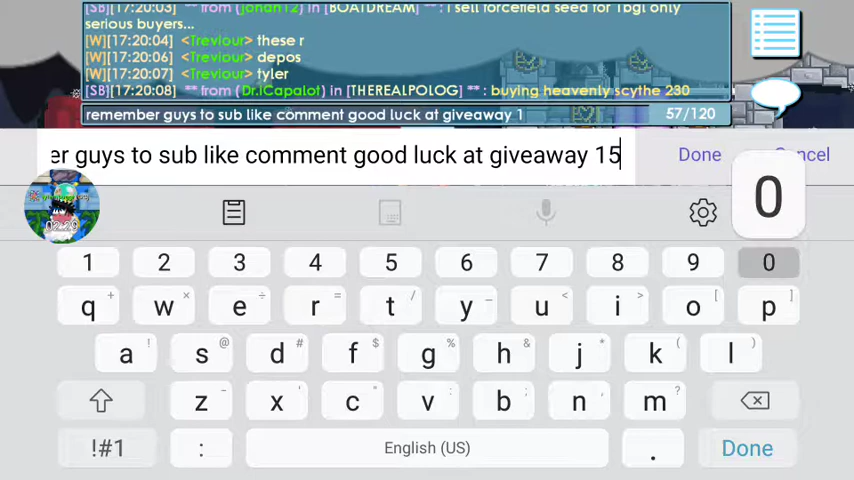 [SB][17:20:03] ** from (johan12) in [BOATDREAM] ** : i sell forcefield seed for 1bgl only
serious buyers...
[W][17:20:04] <Treviour> these r
[W][17:20:06] <Treviour> depos
[W][17:20:07] <Treviour> tyler
[SB][17:20:08] ** from (Dr.iCapalot) in [THEREALPOLOG] ** : buying heavenly scythe 230
remember guys to sub like comment good luck at giveaway 1 57/120
er guys to sub like comment good luck at giveaway 15 Done Cancel
02:29
0
1 2 3 4 5 6 7 8 9 0
q + w × e ÷ r = t / y _ u < i > o [ p ]
a ! s @ d # f $ g % h & j * k ( l )
z - x ' c " v : b ; n , m ?
!#1 : English (US) . Done